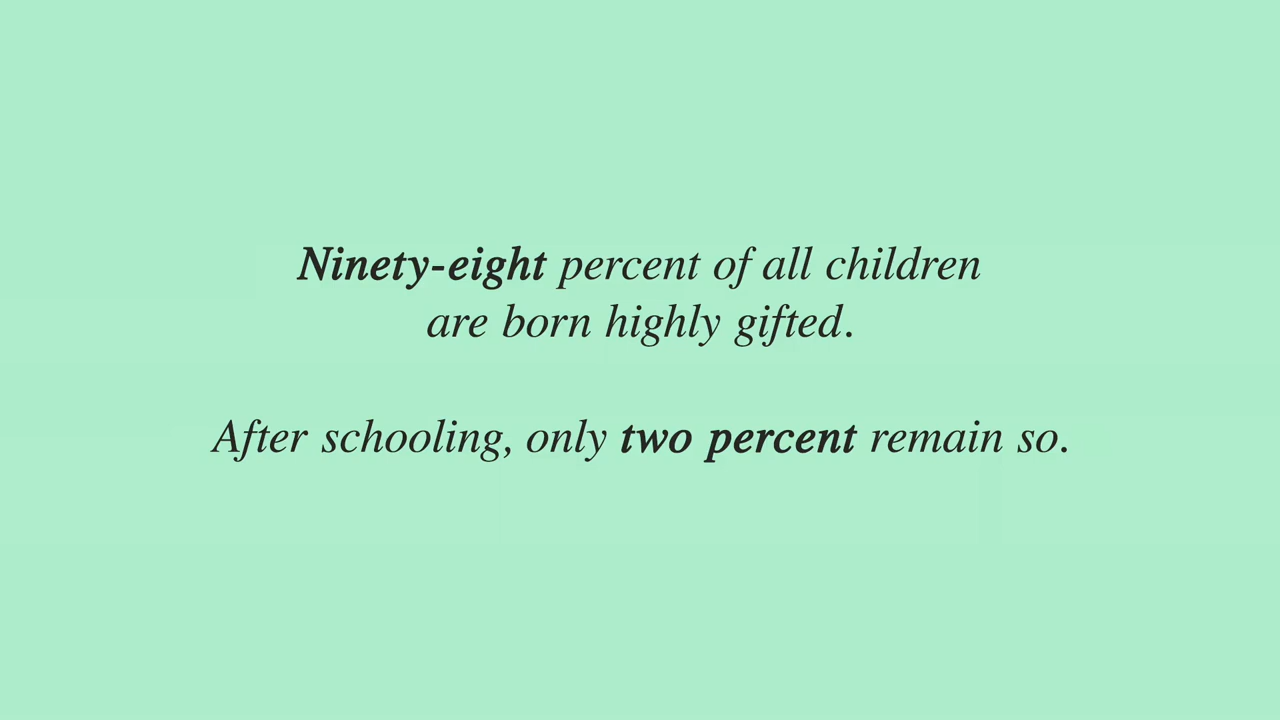 Ninety-eight percent of all children
are born highly gifted.
After schooling, only two percent remain so.